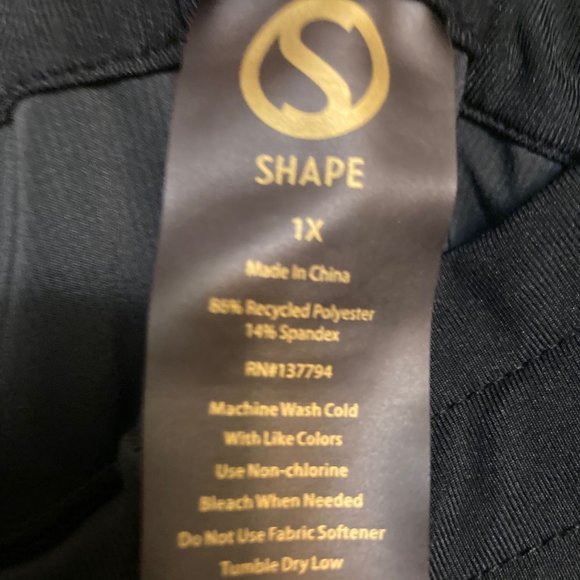 S
SHAPE
1X
Made In China
86% Recycled Polyester
14% Spandex
RN#137794
Machine Wash Cold
With Like Colors
Use Non-chlorine
Bleach When Needed
Do Not Use Fabric Softener
Tumble Dry Low